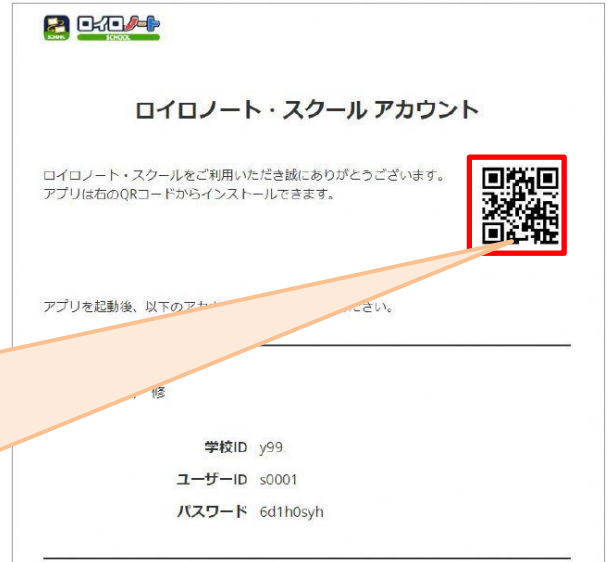 SCHOOL ロイロノート
SCHOOL
ロイロノート・スクール アカウント
ロイロノート・スクールをご利用いただき誠にありがとうございます。
アプリは右のQRコードからインストールできます。
アプリを起動後、以下のアカ
ださい。
修
学校ID y99
ユーザーID s0001
パスワード 6d1h0syh